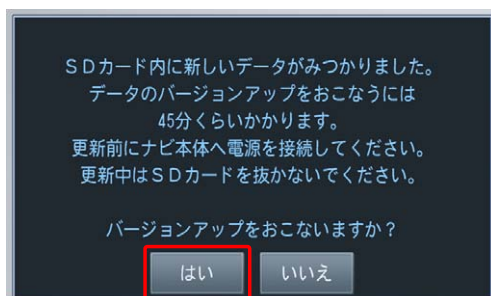 ＳＤカード内に新しいデータがみつかりました。
データのバージョンアップをおこなうには
45分くらいかかります。
更新前にナビ本体へ電源を接続してください。
更新中はＳＤカードを抜かないでください。
バージョンアップをおこないますか？
はい
いいえ